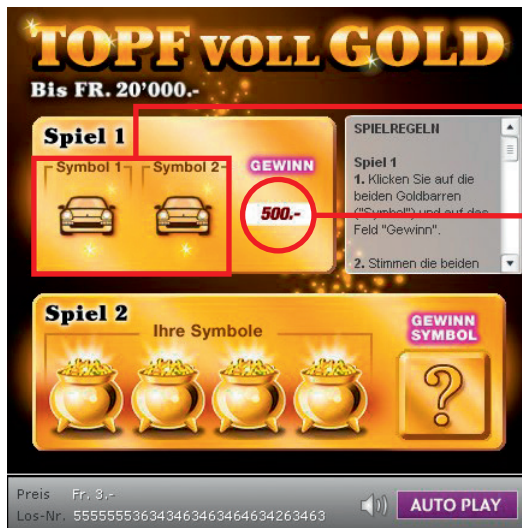 TOPF VOLL GOLD
Bis FR. 20'000.-
Spiel 1
Symbol 1
Symbol 2
GEWINN
500.-
SPIELREGELN
Spiel 1
1. Klicken Sie auf die
beiden Goldbarren
("Symbol") und auf das
Feld "Gewinn".
2. Stimmen die beiden
Spiel 2
Ihre Symbole
GEWINN
SYMBOL
?
Preis Fr. 3.-
Los-Nr. 55555553634346346346463426346​3
AUTO PLAY